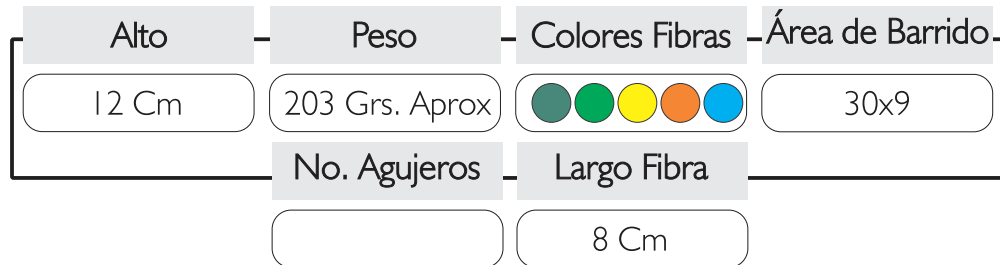 Alto Peso Colores Fibras Área de Barrido
12 Cm 203 Grs. Aprox 30x9
No. Agujeros Largo Fibra
8 Cm